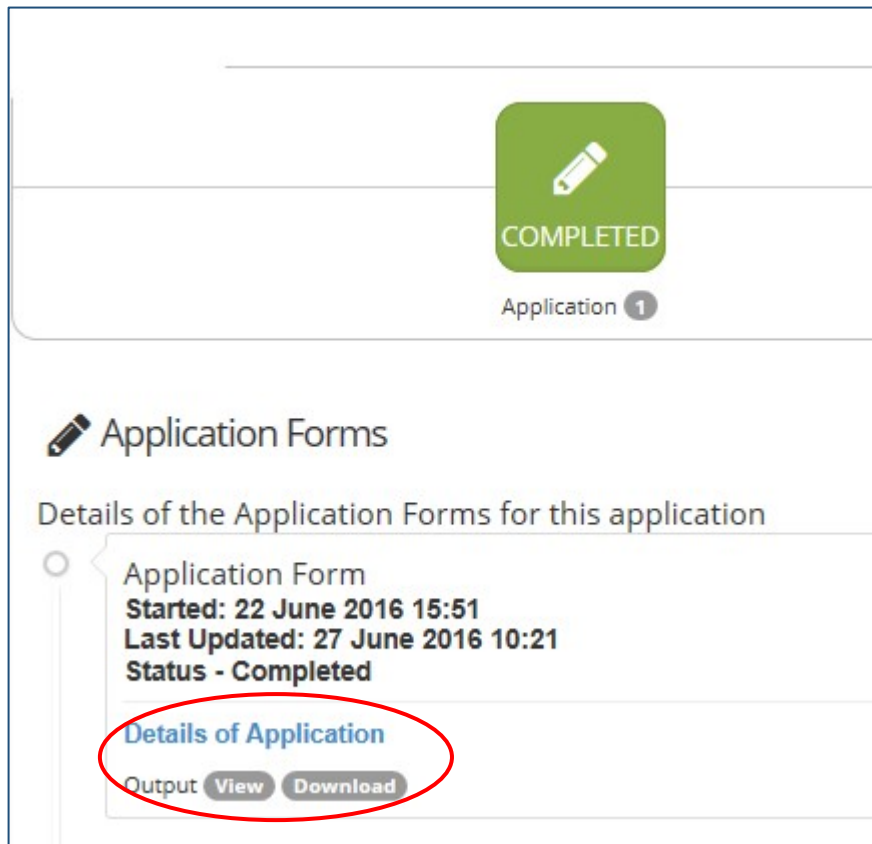 COMPLETED
Application 1
Application Forms
Details of the Application Forms for this application
Application Form
Started: 22 June 2016 15:51
Last Updated: 27 June 2016 10:21
Status - Completed
Details of Application
Output View Download